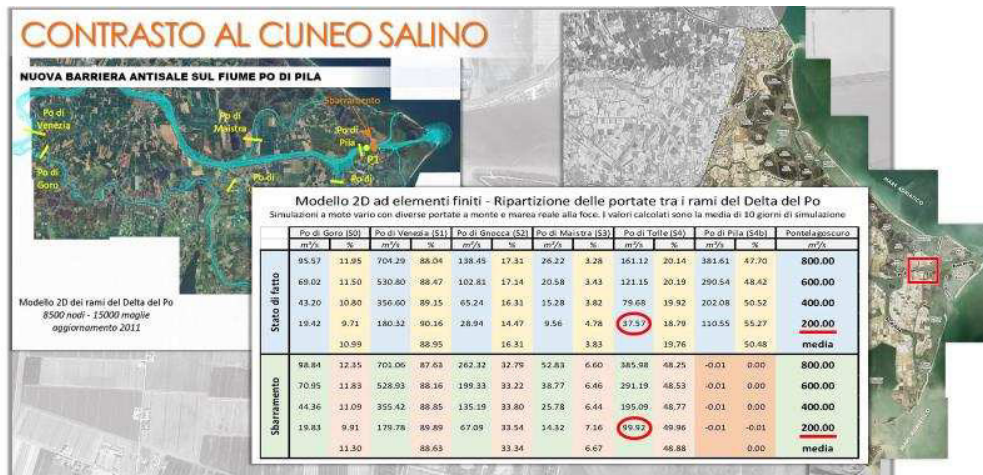 CONTRASTO AL CUNEO SALINO
NUOVA BARRIERA ANTISALE SUL FIUME PO DI PILA
Sbarramento
Po di Venezia
Po di Maistra
Po di Pila
P1
Po di Goro
Po di
Po di
Modello 2D dei rami del Delta del Po
8500 nodi - 15000 maglie
aggiornamento 2011
Modello 2D ad elementi finiti - Ripartizione delle portate tra i rami del Delta del Po
Simulazioni a moto vario con diverse portate a monte e marea reale alla foce. I valori calcolati sono la media di 10 giorni di simulazione
Po di Goro (S0) Po di Venezia (S1) Po di Gnocca (S2) Po di Maistra (S3) Po di Tolle (S4) Po di Pila (S4b) Pontelagoscuro
m³/s % m³/s % m³/s % m³/s % m³/s % m³/s % m³/s
Stato di fatto
95.57 11.95 704.29 88.04 138.45 17.31 26.22 3.28 161.12 20.14 381.61 47.70 800.00
69.02 11.50 530.80 88.47 102.81 17.14 20.58 3.43 121.15 20.19 290.54 48.42 600.00
43.20 10.80 356.60 89.15 65.24 16.31 15.28 3.82 79.68 19.92 202.08 50.52 400.00
19.42 9.71 180.32 90.16 28.94 14.47 9.56 4.78 37.57 18.79 110.55 55.27 200.00
10.99 88.95 16.31 3.83 19.76 50.48 media
Sbarramento
98.84 12.35 701.06 87.63 262.32 32.79 52.83 6.60 385.98 48.25 -0.01 0.00 800.00
70.95 11.83 528.93 88.16 199.33 33.22 38.77 6.46 291.19 48.53 -0.01 0.00 600.00
44.36 11.09 355.42 88.85 135.19 33.80 25.78 6.44 195.09 48.77 -0.01 0.00 400.00
19.83 9.91 179.78 89.89 67.09 33.54 14.32 7.16 99.92 49.96 -0.01 -0.01 200.00
11.30 88.63 33.34 6.67 48.88 0.00 media
MARE ADRIATICO
MARE ADRIATICO